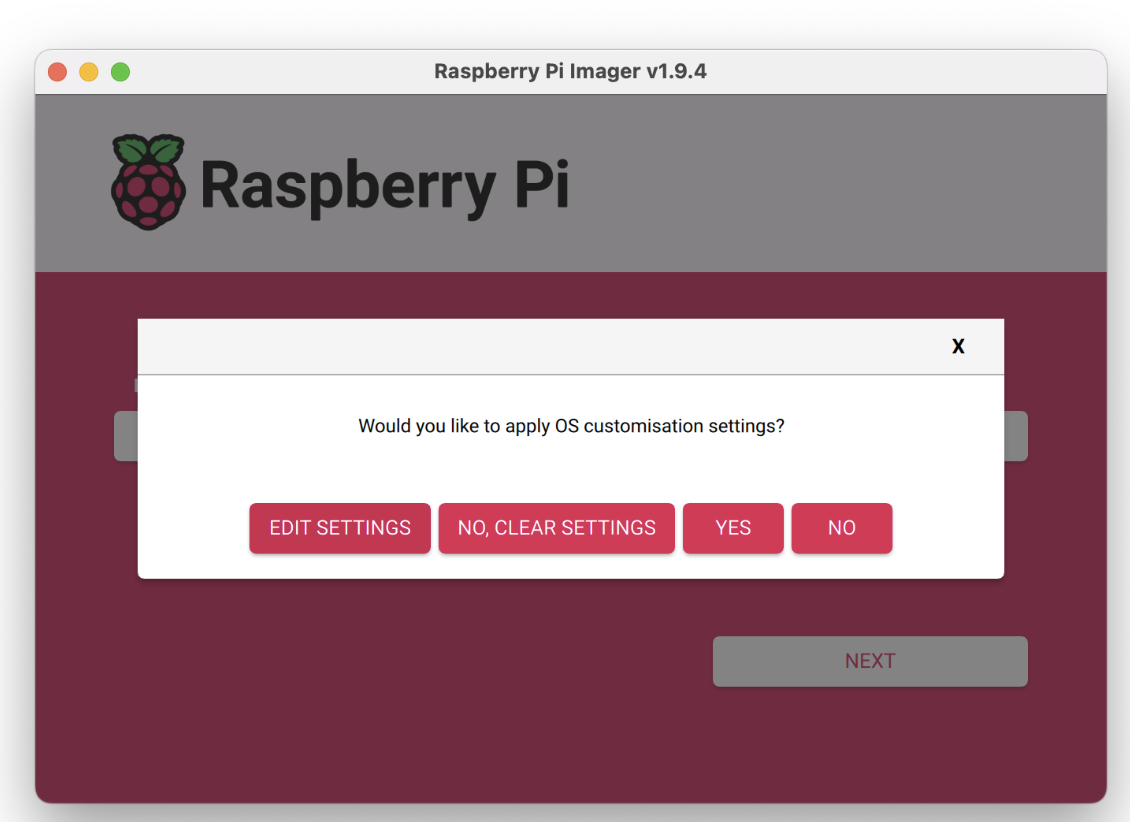 Raspberry Pi Imager v1.9.4
Raspberry Pi
X
Would you like to apply OS customisation settings?
EDIT SETTINGS
NO, CLEAR SETTINGS
YES
NO
NEXT